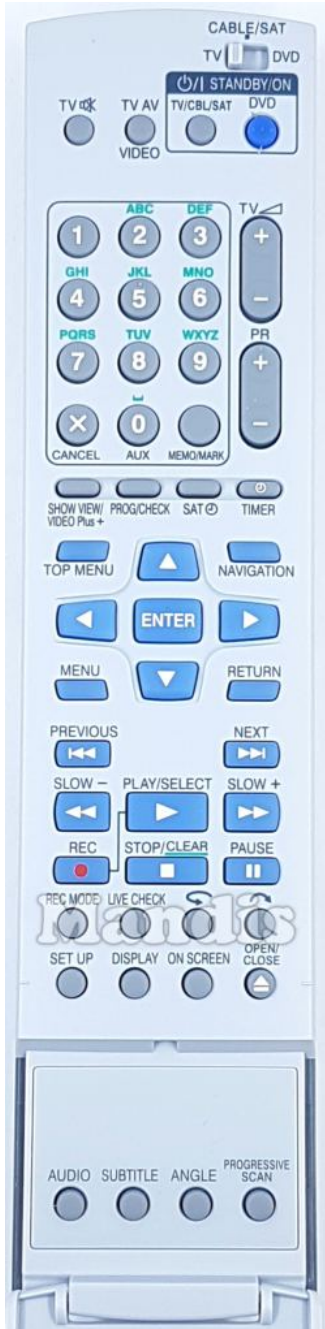 CABLE/SAT
TV DVD
⏻/| STANDBY/ON
TV TV AV TV/CBL/SAT DVD
VIDEO
ABC DEF TV
1 2 3 +
GHI JKL MNO
4 5 6 −
PQRS TUV WXYZ PR
7 8 9 +
× 0 −
CANCEL AUX MEMO/MARK
SHOW VIEW/ PROG/CHECK SAT TIMER
VIDEO Plus+
TOP MENU NAVIGATION
ENTER
MENU RETURN
PREVIOUS NEXT
SLOW − PLAY/SELECT SLOW +
REC STOP/CLEAR PAUSE
REC MODE LIVE CHECK
Mandis
SET UP DISPLAY ON SCREEN OPEN/
CLOSE
AUDIO SUBTITLE ANGLE PROGRESSIVE
SCAN